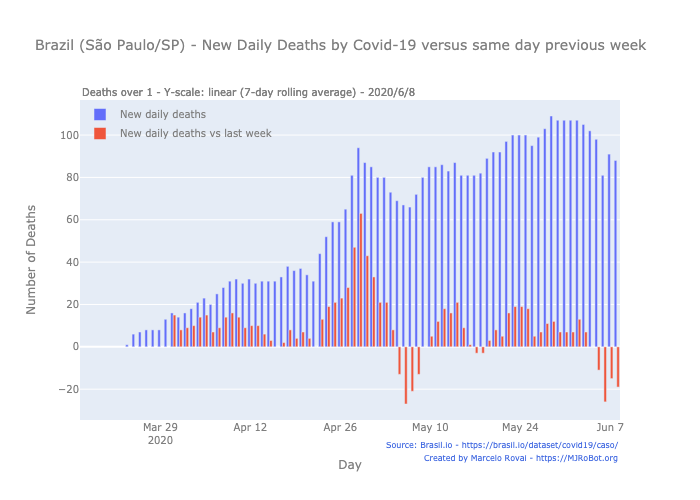 Brazil (São Paulo/SP) - New Daily Deaths by Covid-19 versus same day previous week
Deaths over 1 - Y-scale: linear (7-day rolling average) - 2020/6/8
New daily deaths
New daily deaths vs last week
Number of Deaths
100
80
60
40
20
0
−20
Mar 29
2020
Apr 12
Apr 26
May 10
May 24
Jun 7
Day
Source: Brasil.io - https://brasil.io/dataset/covid19/caso/
Created by Marcelo Rovai - https://MJRoBot.org